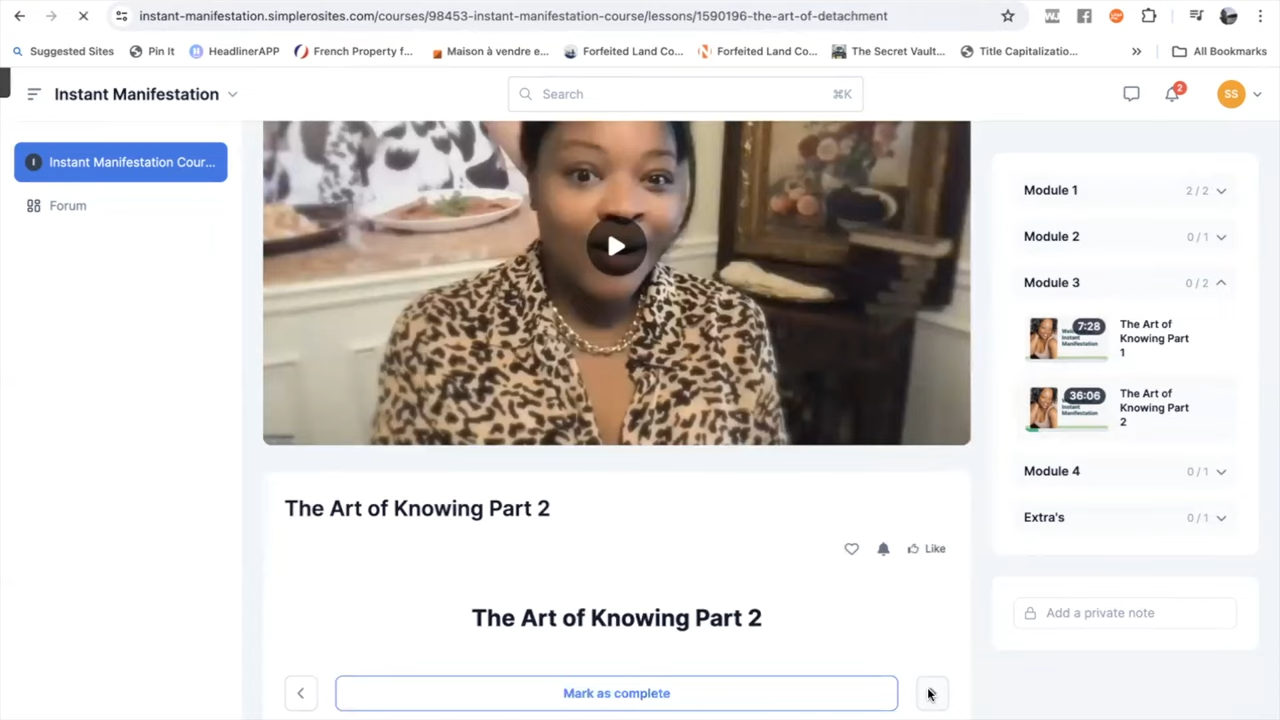 instant-manifestation.simplerosites.com/courses/98453-instant-manifestation-course/lessons/1590196-the-art-of-detachment
Suggested Sites
Pin It
HeadlinerAPP
French Property f...
Maison à vendre e...
Forfeited Land Co...
Forfeited Land Co...
The Secret Vault...
Title Capitalizatio...
»
All Bookmarks
Instant Manifestation
Search
⌘K
2
SS
I
Instant Manifestation Cour...
Forum
Module 1
2 / 2
Module 2
0 / 1
Module 3
0 / 2
7:28
Instant
Manifestation
The Art of
Knowing Part
1
36:06
Instant
Manifestation
The Art of
Knowing Part
2
Module 4
0 / 1
Extra's
0 / 1
Add a private note
The Art of Knowing Part 2
Like
The Art of Knowing Part 2
Mark as complete